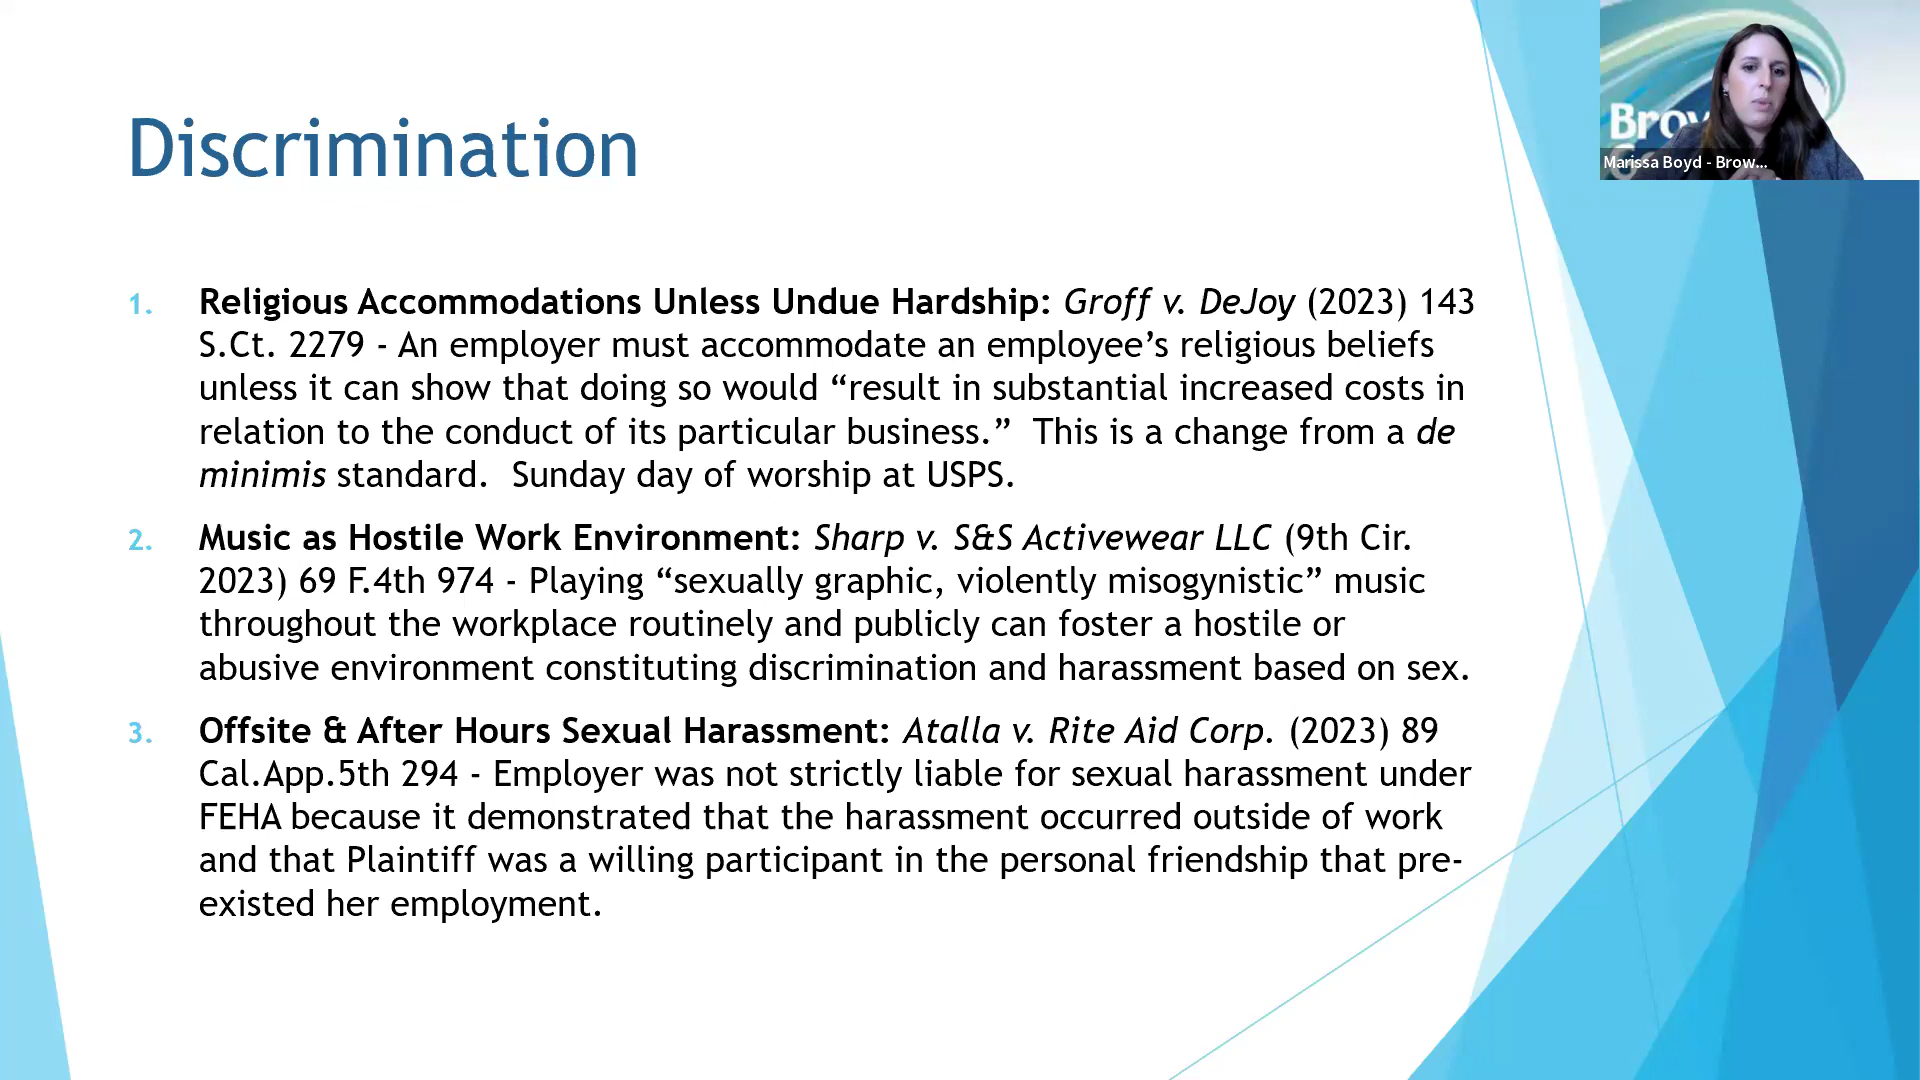 Discrimination
1. Religious Accommodations Unless Undue Hardship: Groff v. DeJoy (2023) 143
S.Ct. 2279 - An employer must accommodate an employee’s religious beliefs
unless it can show that doing so would “result in substantial increased costs in
relation to the conduct of its particular business.”  This is a change from a de
minimis standard.  Sunday day of worship at USPS.
2. Music as Hostile Work Environment: Sharp v. S&S Activewear LLC (9th Cir.
2023) 69 F.4th 974 - Playing “sexually graphic, violently misogynistic” music
throughout the workplace routinely and publicly can foster a hostile or
abusive environment constituting discrimination and harassment based on sex.
3. Offsite & After Hours Sexual Harassment: Atalla v. Rite Aid Corp. (2023) 89
Cal.App.5th 294 - Employer was not strictly liable for sexual harassment under
FEHA because it demonstrated that the harassment occurred outside of work
and that Plaintiff was a willing participant in the personal friendship that pre-
existed her employment.
Brow
Marissa Boyd - Brow...